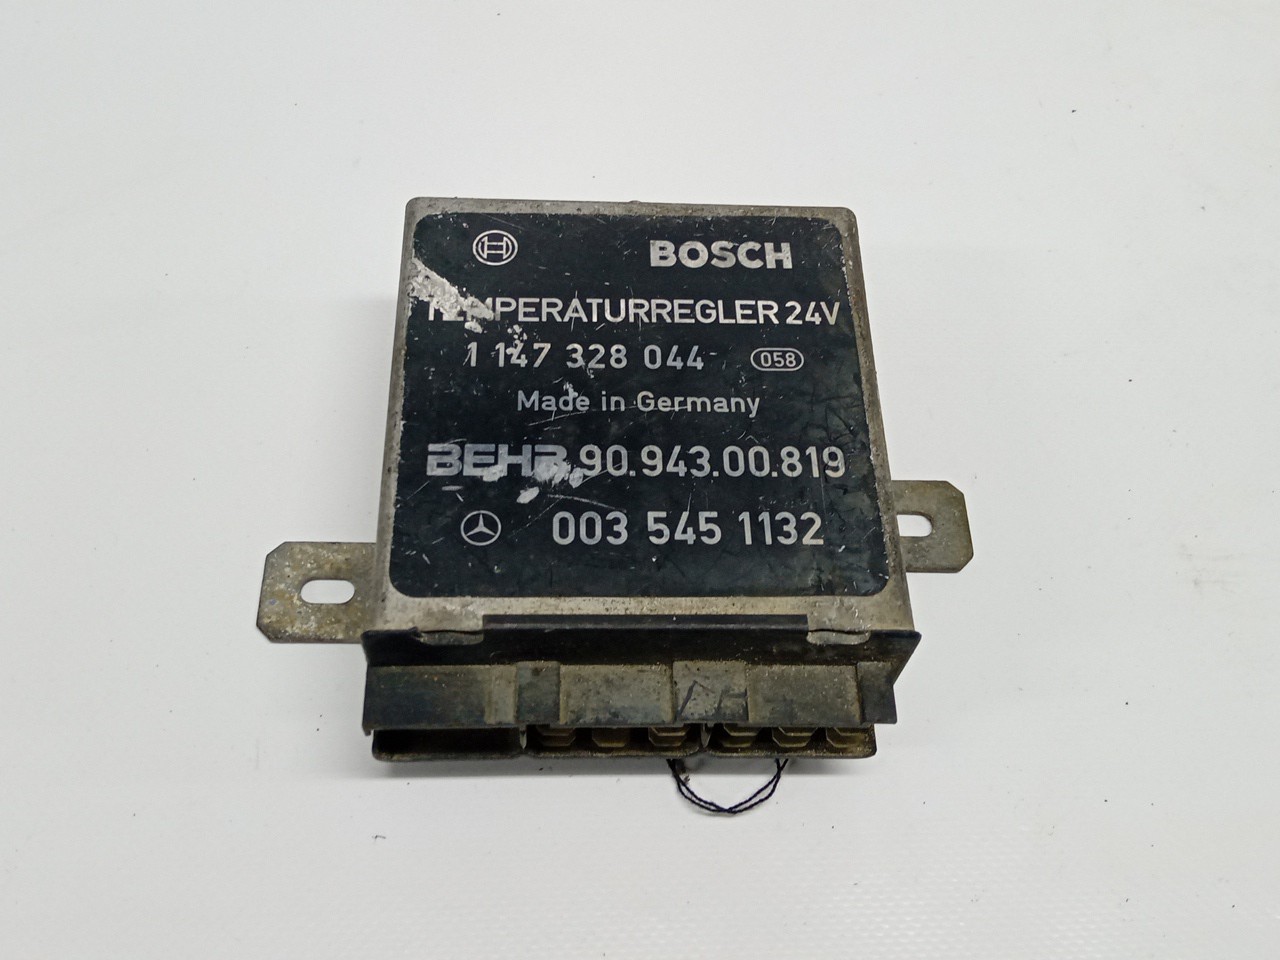 BOSCH
TEMPERATURREGLER 24V
1 147 328 044 058
Made in Germany
BEHR 90.943.00.819
003 545 1132